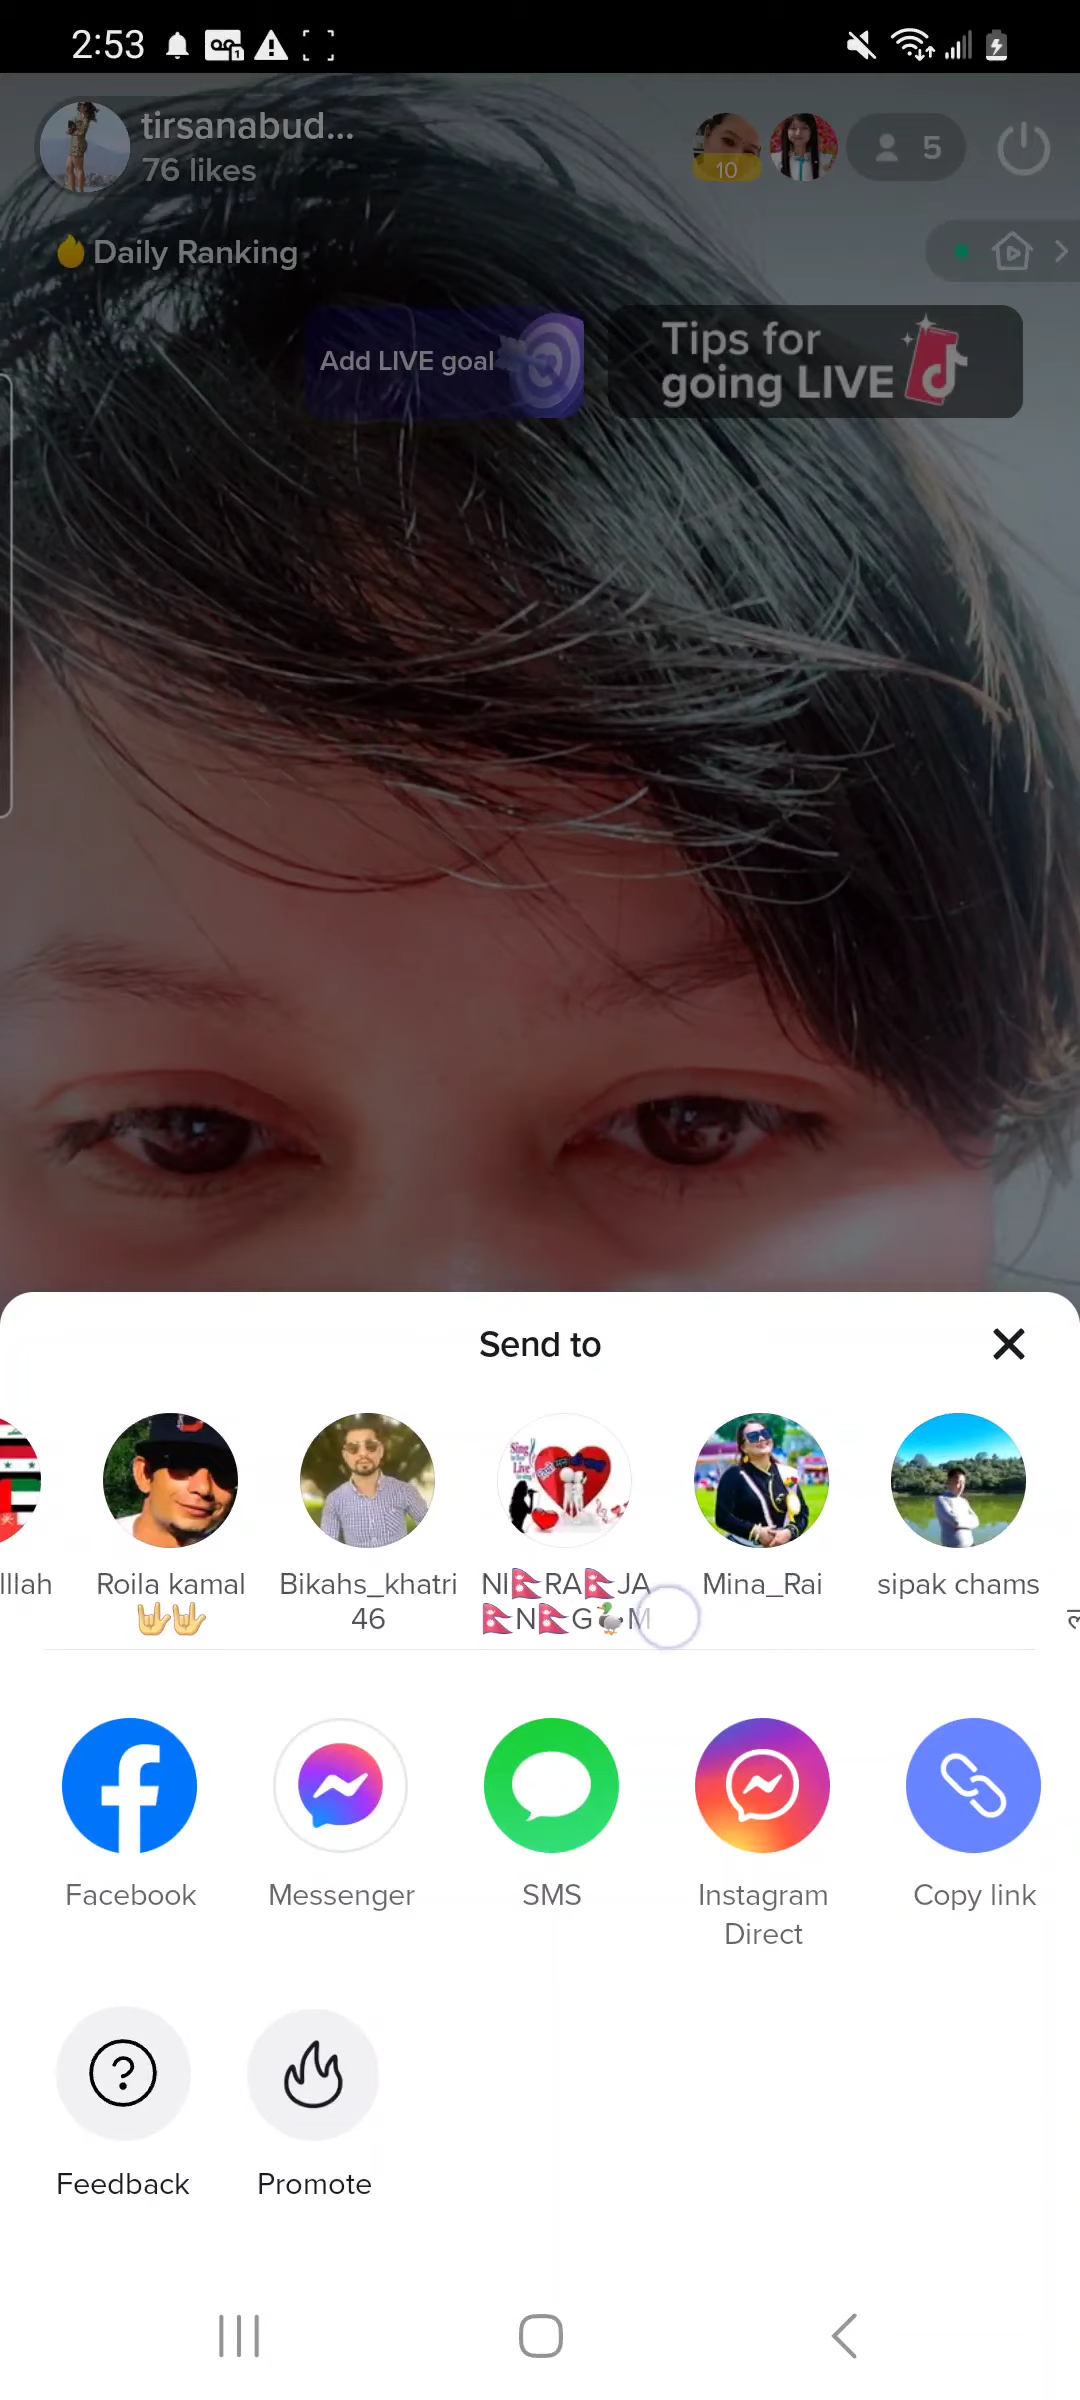 2:53
tirsanabud...
76 likes
10
5
Daily Ranking
Add LIVE goal
Tips for
going LIVE
Send to
lllah
Roila kamal
🤟🤟
Bikahs_khatri
46
NI🇳🇵RA🇳🇵JA
🇳🇵N🇳🇵G🦆M
Mina_Rai
sipak chams
Facebook
Messenger
SMS
Instagram
Direct
Copy link
Feedback
Promote